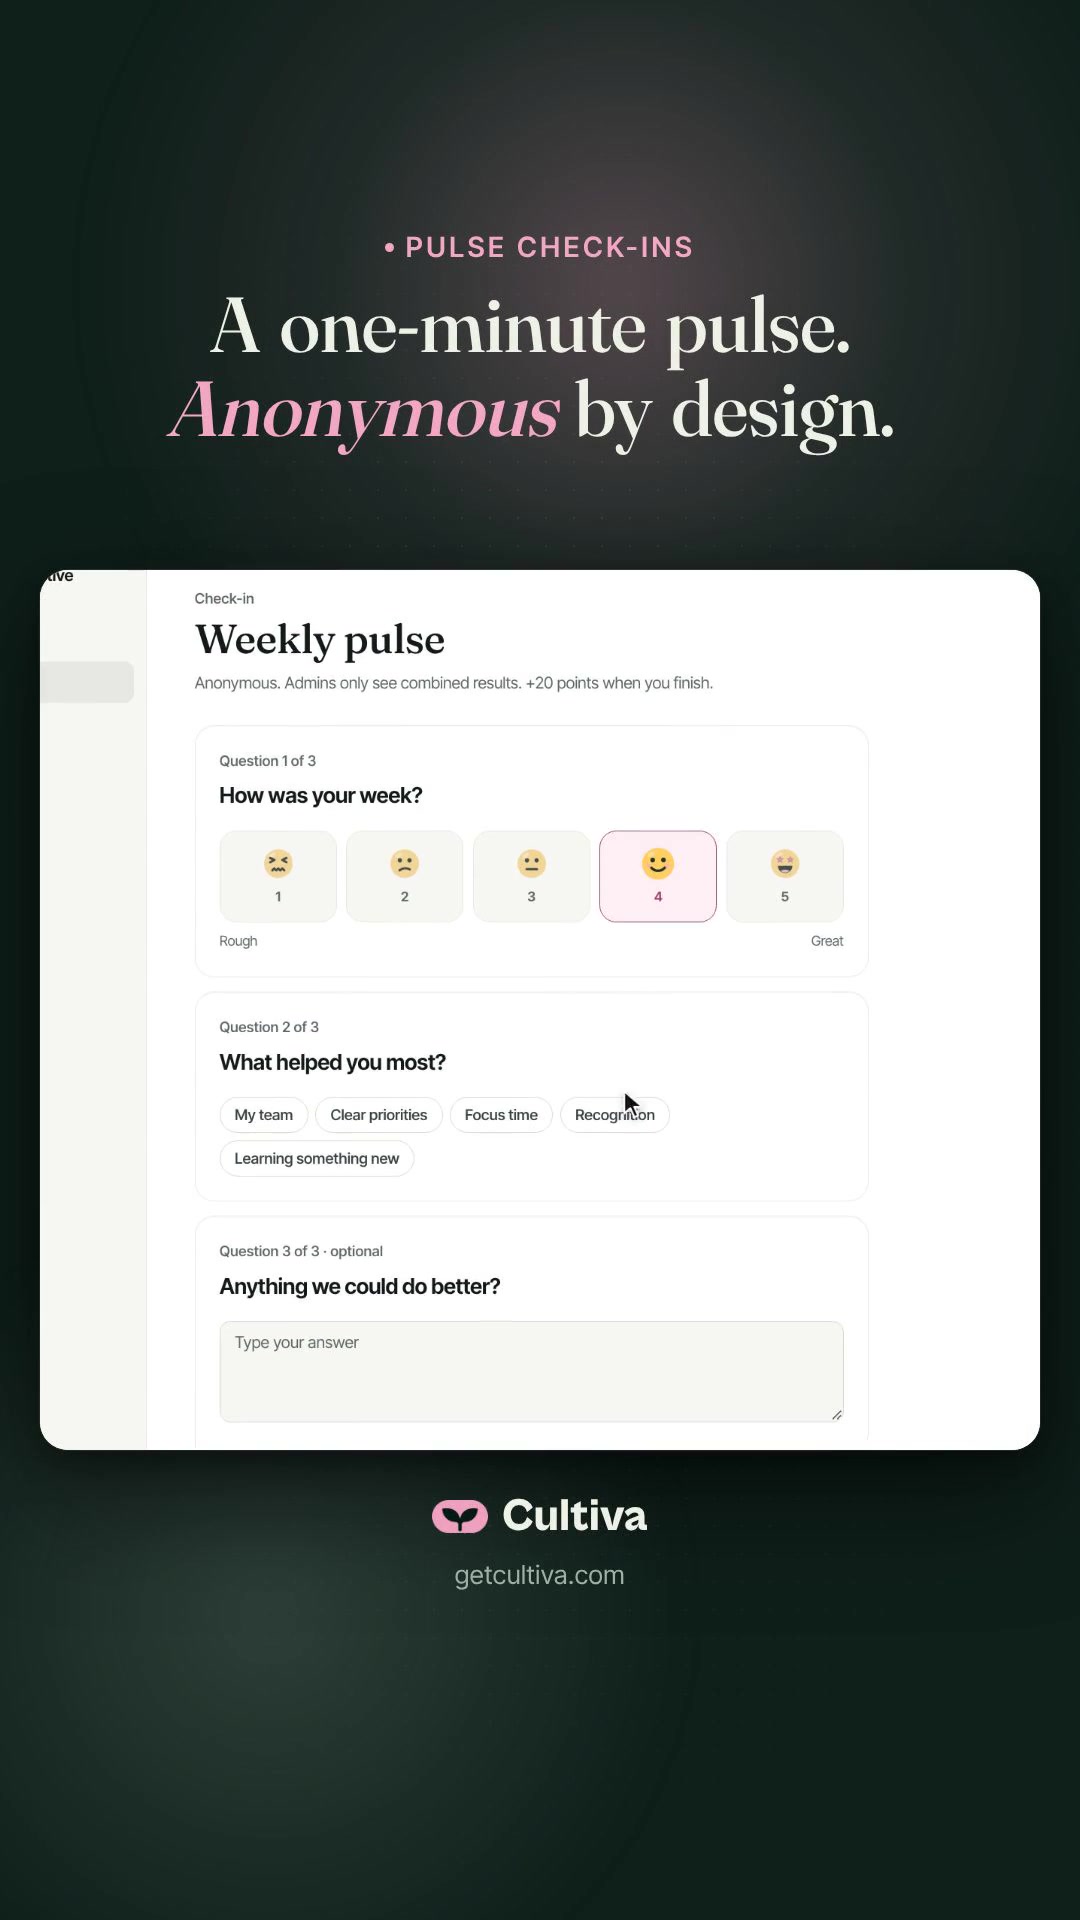 • PULSE CHECK-INS
A one-minute pulse.
Anonymous by design.
tive
Check-in
Weekly pulse
Anonymous. Admins only see combined results. +20 points when you finish.
Question 1 of 3
How was your week?
1 2 3 4 5
Rough Great
Question 2 of 3
What helped you most?
My team Clear priorities Focus time Recognition
Learning something new
Question 3 of 3 · optional
Anything we could do better?
Type your answer
Cultiva
getcultiva.com